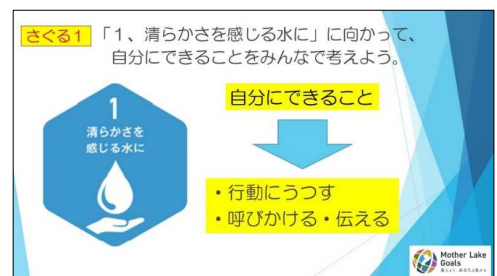 さぐる1 「1、清らかさを感じる水に」に向かって、
自分にできることをみんなで考えよう。
1
清らかさを
感じる水に
自分にできること
・行動にうつす
・呼びかける・伝える
Mother Lake
Goals